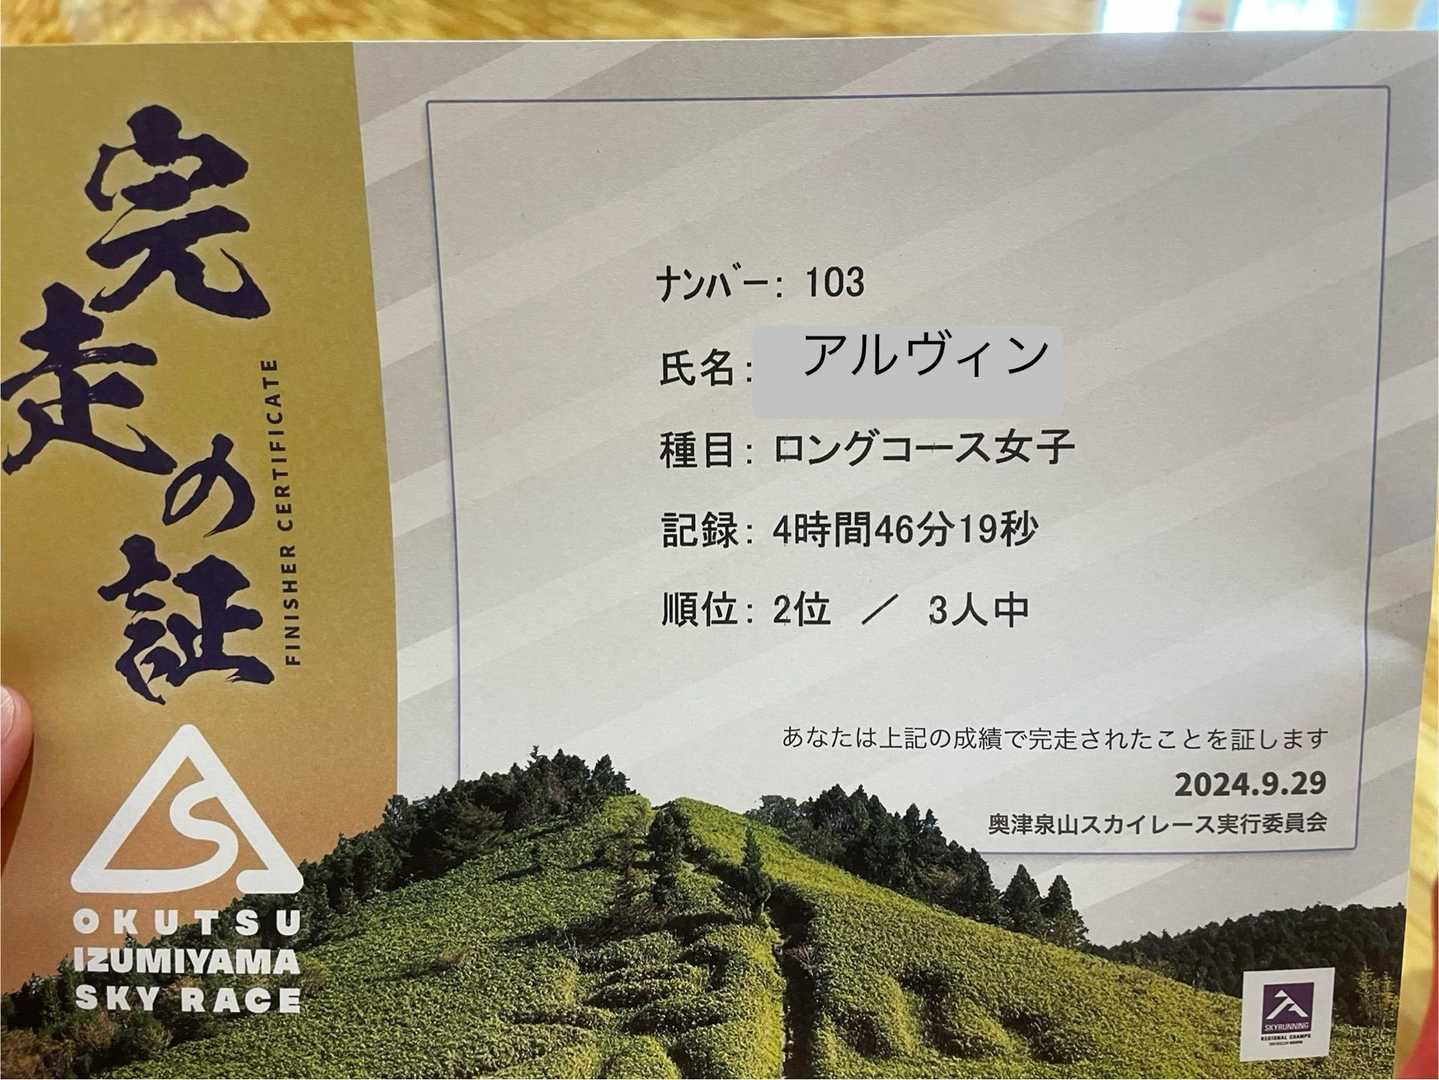 完走の証
FINISHER CERTIFICATE
OKUTSU
IZUMIYAMA
SKY RACE
ナンバー: 103
氏名: アルヴィン
種目: ロングコース女子
記録: 4時間46分19秒
順位: 2位 ／ 3人中
あなたは上記の成績で完走されたことを証します
2024.9.29
奥津泉山スカイレース実行委員会
SKYRUNNING
REGIONAL CHAMPS